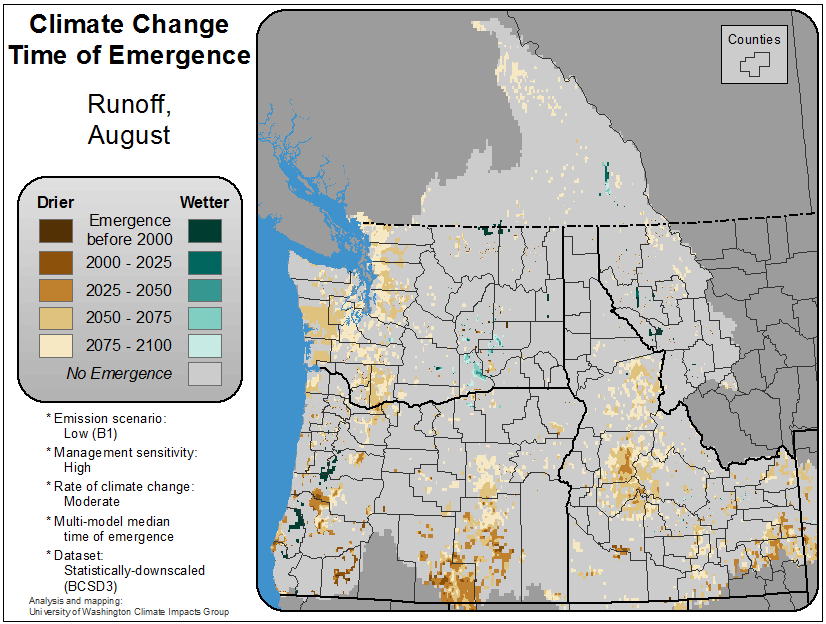 Climate Change
Time of Emergence
Runoff,
August
Drier
Wetter
Emergence
before 2000
2000 - 2025
2025 - 2050
2050 - 2075
2075 - 2100
No Emergence
* Emission scenario:
Low (B1)
* Management sensitivity:
High
* Rate of climate change:
Moderate
* Multi-model median
time of emergence
* Dataset:
Statistically-downscaled
(BCSD3)
Analysis and mapping:
University of Washington Climate Impacts Group
Counties